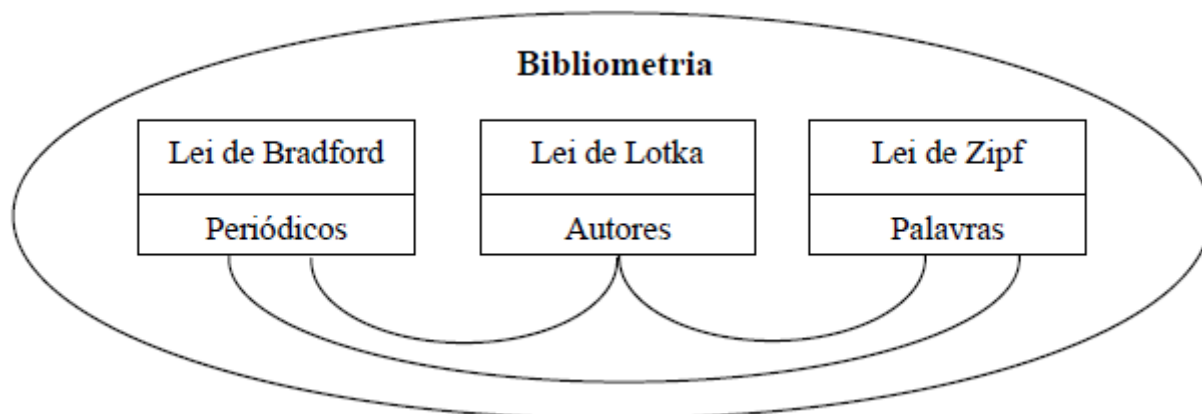 Bibliometria
Lei de Bradford
Lei de Lotka
Lei de Zipf
Periódicos
Autores
Palavras